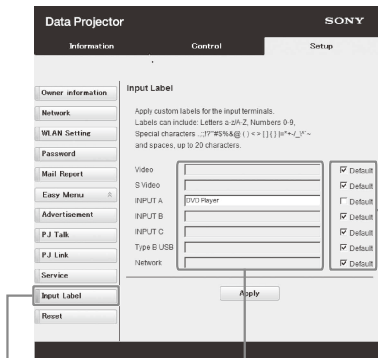 Data Projector
SONY
Information
Control
Setup
Owner information
Network
WLAN Setting
Password
Mail Report
Easy Menu
Advertisement
PJ Talk
PJ Link
Service
Input Label
Reset
Input Label
Apply custom labels for the input terminals.
Labels can include: Letters a-z/A-Z, Numbers 0-9,
Special characters .:;!?"#$%&@ ( ) < > [ ] { } |=*+-/_\^`~
and spaces, up to 20 characters.
Video Default
S Video Default
INPUT A DVD Player Default
INPUT B Default
INPUT C Default
Type B USB Default
Network Default
Apply